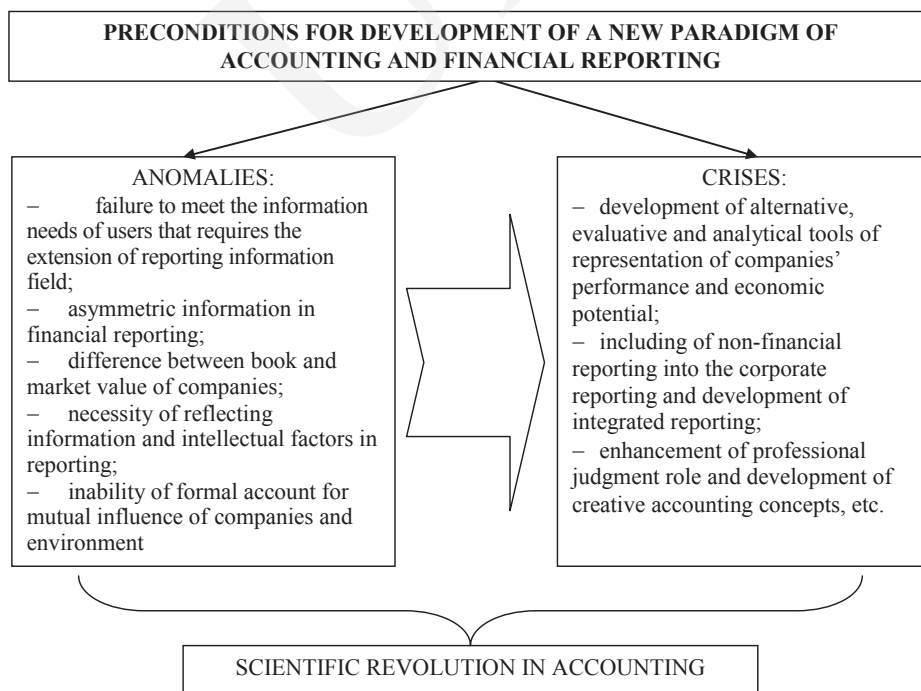 PRECONDITIONS FOR DEVELOPMENT OF A NEW PARADIGM OF
ACCOUNTING AND FINANCIAL REPORTING
ANOMALIES:
– failure to meet the information
needs of users that requires the
extension of reporting information
field;
– asymmetric information in
financial reporting;
– difference between book and
market value of companies;
– necessity of reflecting
information and intellectual factors in
reporting;
– inability of formal account for
mutual influence of companies and
environment
CRISES:
– development of alternative,
evaluative and analytical tools of
representation of companies’
performance and economic
potential;
– including of non-financial
reporting into the corporate
reporting and development of
integrated reporting;
– enhancement of professional
judgment role and development of
creative accounting concepts, etc.
SCIENTIFIC REVOLUTION IN ACCOUNTING